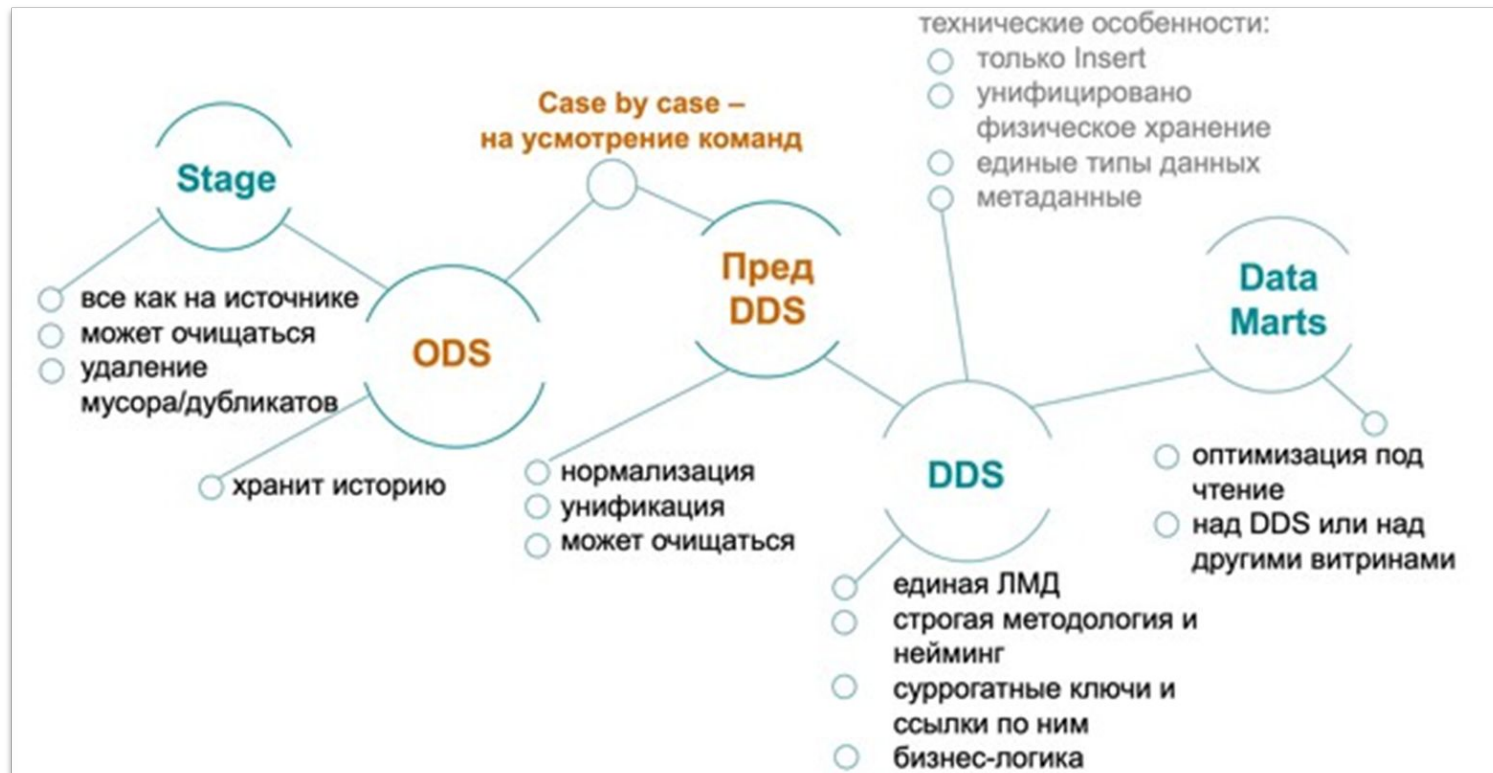 технические особенности:
только Insert
унифицировано
физическое хранение
единые типы данных
метаданные
Case by case –
на усмотрение команд
Stage
все как на источнике
может очищаться
удаление
мусора/дубликатов
ODS
хранит историю
Пред
DDS
нормализация
унификация
может очищаться
DDS
единая ЛМД
строгая методология и
нейминг
суррогатные ключи и
ссылки по ним
бизнес-логика
Data
Marts
оптимизация под
чтение
над DDS или над
другими витринами